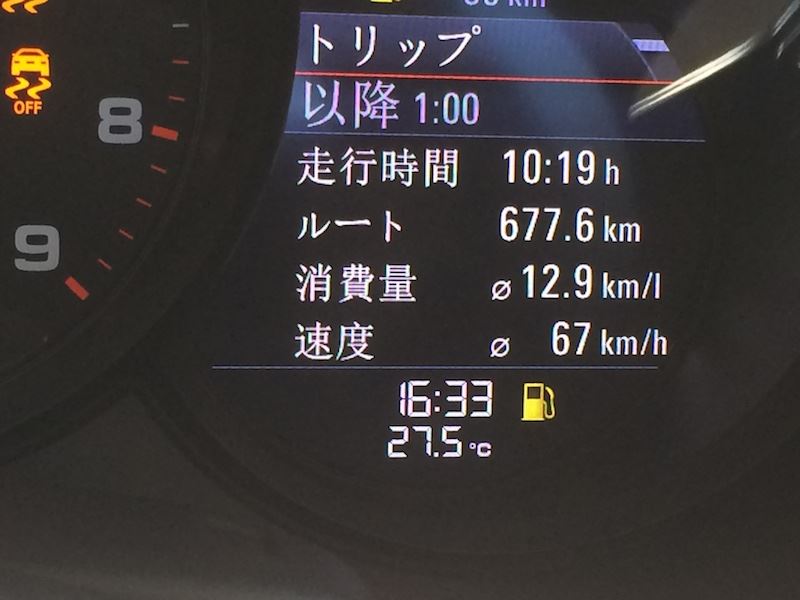 km
トリップ
以降 1:00
走行時間 10:19 h
ルート 677.6 km
消費量 ⌀ 12.9 km/l
速度 ⌀ 67 km/h
16:33
27.5 °C
OFF
8
9